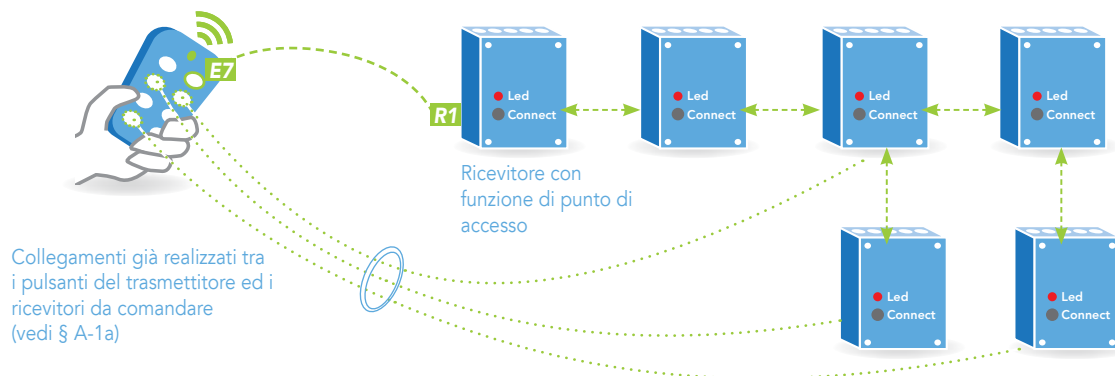 E7
R1
Led
Connect
Led
Connect
Led
Connect
Led
Connect
Ricevitore con
funzione di punto di
accesso
Collegamenti già realizzati tra
i pulsanti del trasmettitore ed i
ricevitori da comandare
(vedi § A-1a)
Led
Connect
Led
Connect